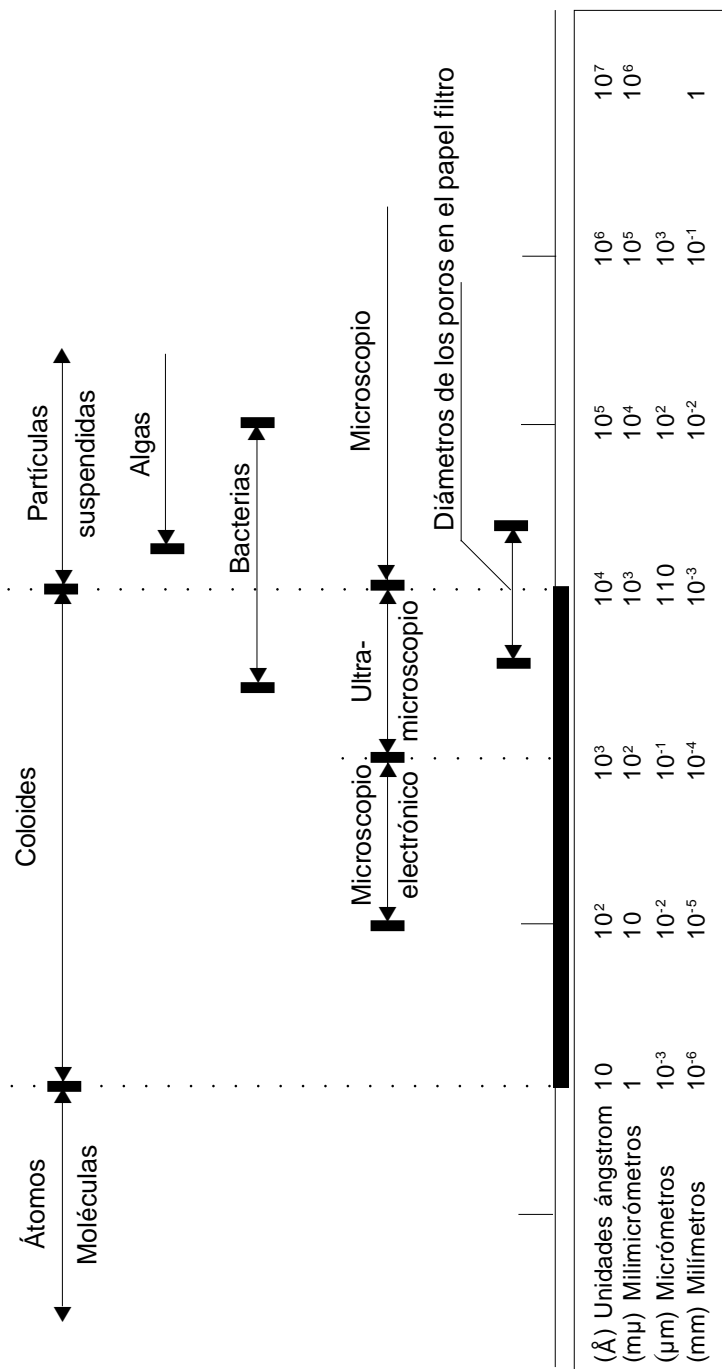 Átomos
Moléculas
Coloides
Partículas
suspendidas
Algas
Bacterias
Microscopio
electrónico
Ultra-
microscopio
Microscopio
Diámetros de los poros en el papel filtro
(Å) Unidades ángstrom 10 10² 10³ 10⁴ 10⁵ 10⁶ 10⁷
(mµ) Milimicrómetros 1 10 10² 10³ 10⁴ 10⁵ 10⁶
(µm) Micrómetros 10⁻³ 10⁻² 10⁻¹ 110 10² 10³
(mm) Milímetros 10⁻⁶ 10⁻⁵ 10⁻⁴ 10⁻³ 10⁻² 10⁻¹ 1